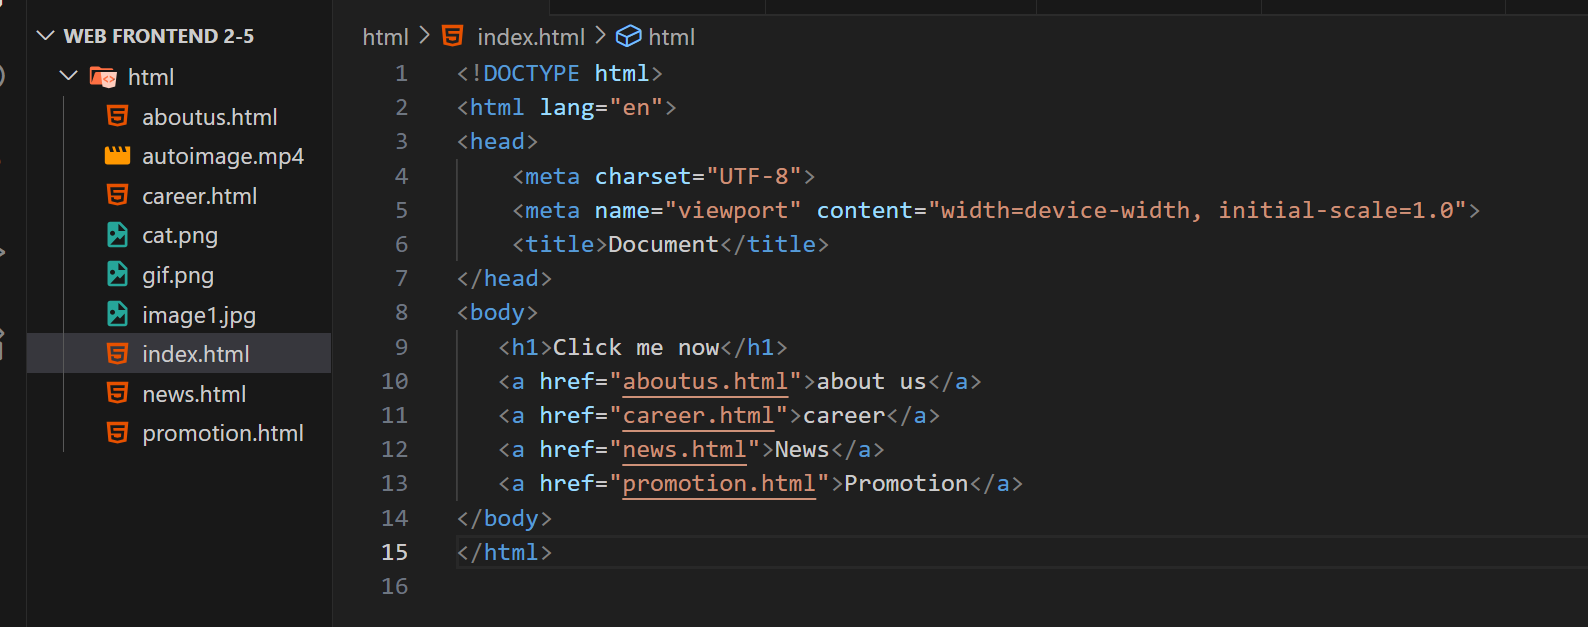 WEB FRONTEND 2-5
html
aboutus.html
autoimage.mp4
career.html
cat.png
gif.png
image1.jpg
index.html
news.html
promotion.html
html > index.html > html
1 <!DOCTYPE html>
2 <html lang="en">
3 <head>
4 <meta charset="UTF-8">
5 <meta name="viewport" content="width=device-width, initial-scale=1.0">
6 <title>Document</title>
7 </head>
8 <body>
9 <h1>Click me now</h1>
10 <a href="aboutus.html">about us</a>
11 <a href="career.html">career</a>
12 <a href="news.html">News</a>
13 <a href="promotion.html">Promotion</a>
14 </body>
15 </html>
16